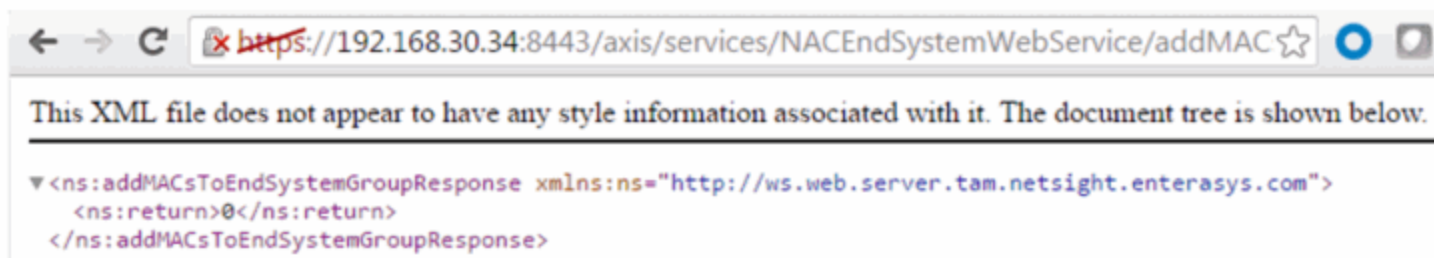 https://192.168.30.34:8443/axis/services/NACEndSystemWebService/addMAC
This XML file does not appear to have any style information associated with it. The document tree is shown below.
▼<ns:addMACsToEndSystemGroupResponse xmlns:ns="http://ws.web.server.tam.netsight.enterasys.com">
<ns:return>0</ns:return>
</ns:addMACsToEndSystemGroupResponse>